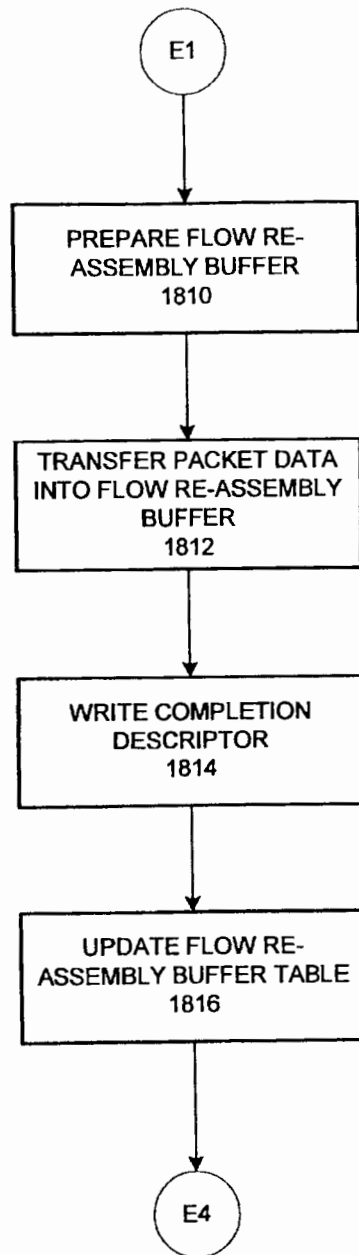 E1
PREPARE FLOW RE-
ASSEMBLY BUFFER
1810
TRANSFER PACKET DATA
INTO FLOW RE-ASSEMBLY
BUFFER
1812
WRITE COMPLETION
DESCRIPTOR
1814
UPDATE FLOW RE-
ASSEMBLY BUFFER TABLE
1816
E4